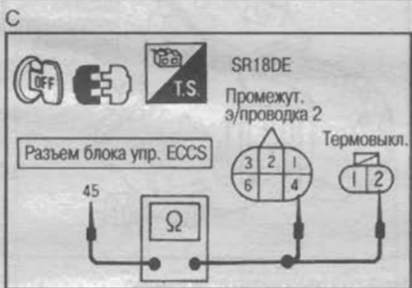 C
OFF
T.S.
SR18DE
Промежут.
э/проводка 2
Термовыкл.
Разъем блока упр. ECCS
3 2 1
6 4
1 2
45
Ω